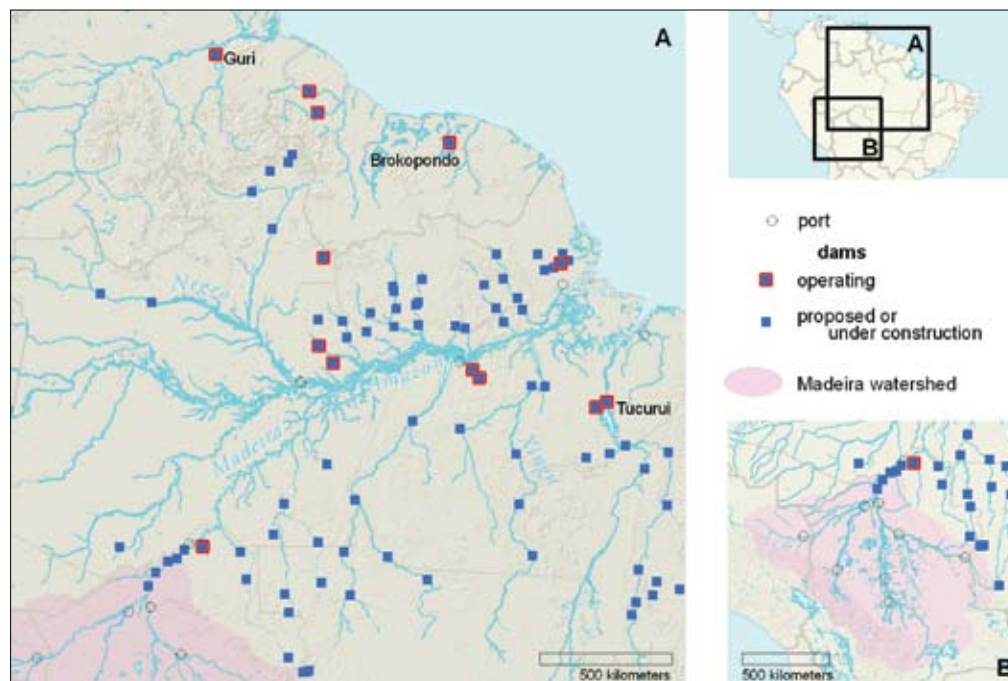 A
Guri
Brokopondo
Negro
Amazon
Madeira
Xingu
Tucurui
500 kilometers
A
B
port
dams
operating
proposed or
under construction
Madeira watershed
500 kilometers
B